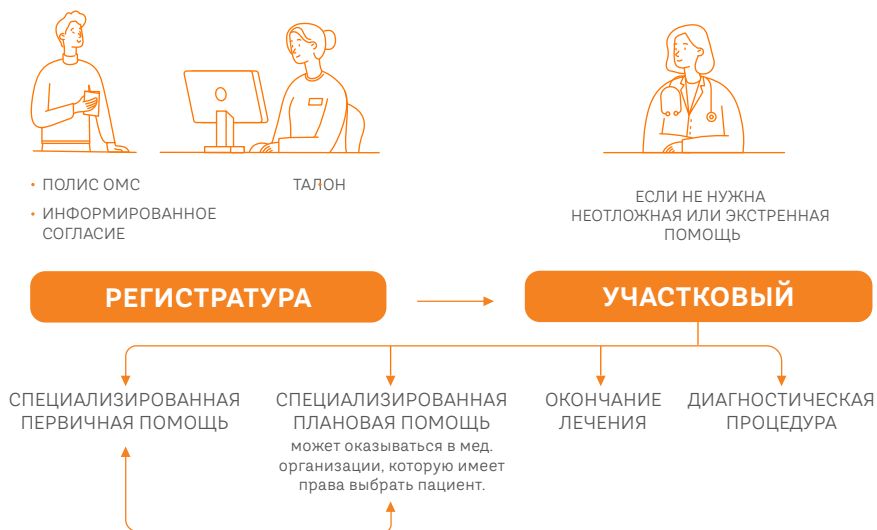 • ПОЛИС ОМС
• ИНФОРМИРОВАННОЕ
СОГЛАСИЕ
ТАЛОН
ЕСЛИ НЕ НУЖНА
НЕОТЛОЖНАЯ ИЛИ ЭКСТРЕННАЯ
ПОМОЩЬ
РЕГИСТРАТУРА
УЧАСТКОВЫЙ
СПЕЦИАЛИЗИРОВАННАЯ
ПЕРВИЧНАЯ ПОМОЩЬ
СПЕЦИАЛИЗИРОВАННАЯ
ПЛАНОВАЯ ПОМОЩЬ
может оказываться в мед.
организации, которую имеет
права выбрать пациент.
ОКОНЧАНИЕ
ЛЕЧЕНИЯ
ДИАГНОСТИЧЕСКАЯ
ПРОЦЕДУРА